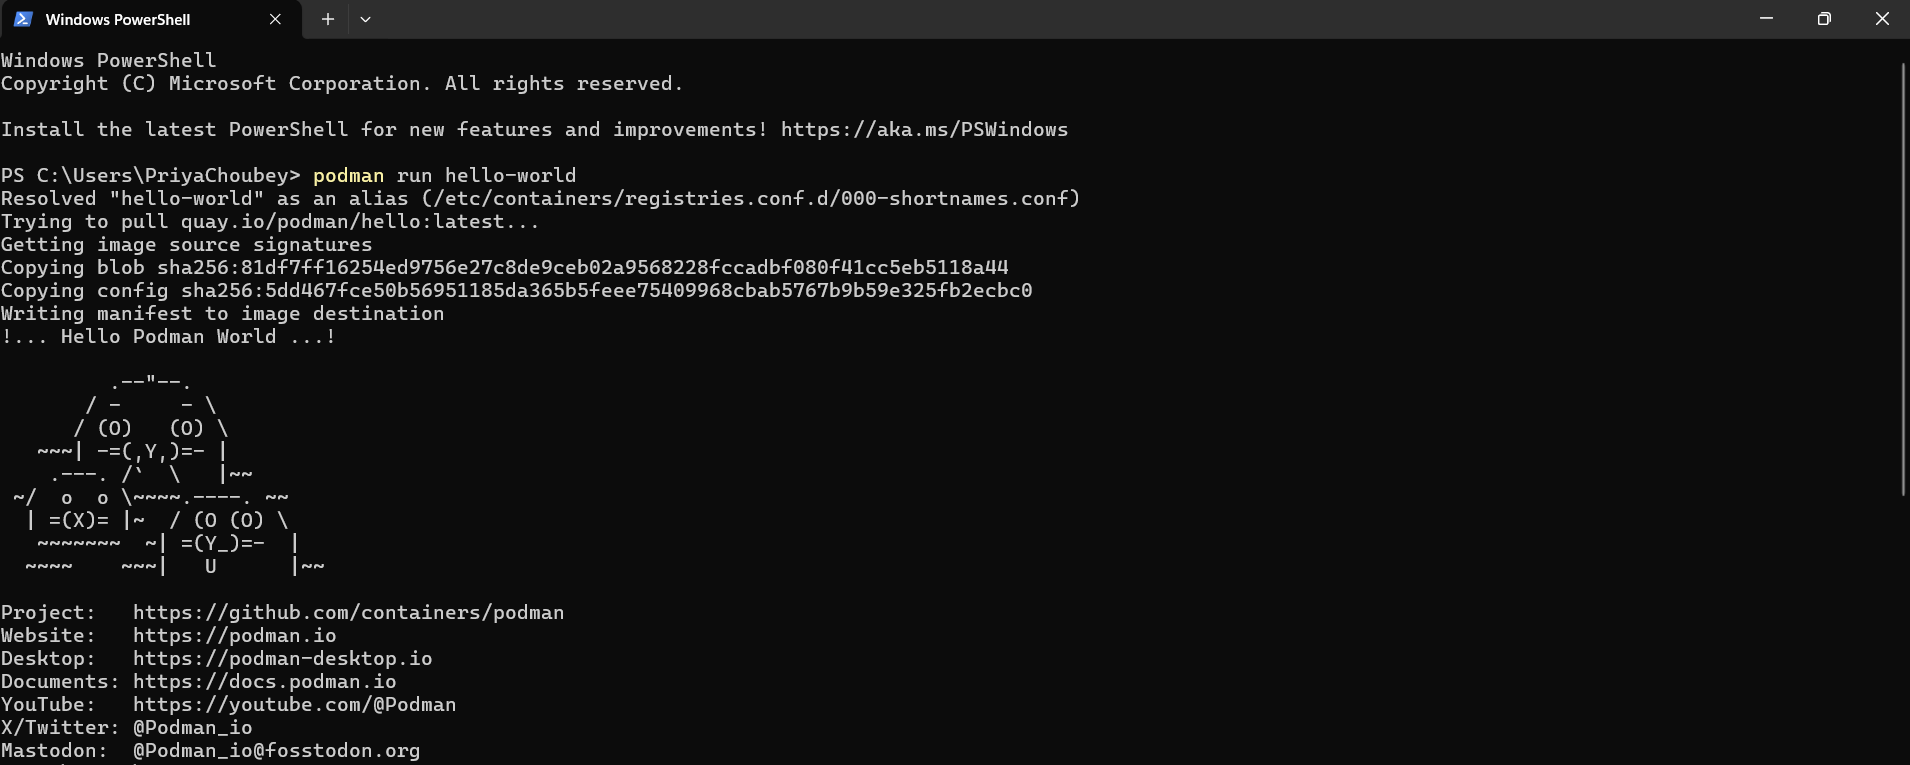 Windows PowerShell
Windows PowerShell
Copyright (C) Microsoft Corporation. All rights reserved.
Install the latest PowerShell for new features and improvements! https://aka.ms/PSWindows
PS C:\Users\PriyaChoubey> podman run hello-world
Resolved "hello-world" as an alias (/etc/containers/registries.conf.d/000-shortnames.conf)
Trying to pull quay.io/podman/hello:latest...
Getting image source signatures
Copying blob sha256:81df7ff16254ed9756e27c8de9ceb02a9568228fccadbf080f41cc5eb5118a44
Copying config sha256:5dd467fce50b56951185da365b5feee75409968cbab5767b9b59e325fb2ecbc0
Writing manifest to image destination
!... Hello Podman World ...!
         .--"--.
       / -     - \
      / (O)   (O) \
   ~~~| -=(,Y,)=- |
    .---. /`  \   |~~
 ~/  o  o \~~~~.----. ~~
  | =(X)= |~  / (O (O) \
   ~~~~~~~  ~| =(Y_)=-  |
  ~~~~    ~~~|   U      |~~
Project:   https://github.com/containers/podman
Website:   https://podman.io
Desktop:   https://podman-desktop.io
Documents: https://docs.podman.io
YouTube:   https://youtube.com/@Podman
X/Twitter: @Podman_io
Mastodon:  @Podman_io@fosstodon.org